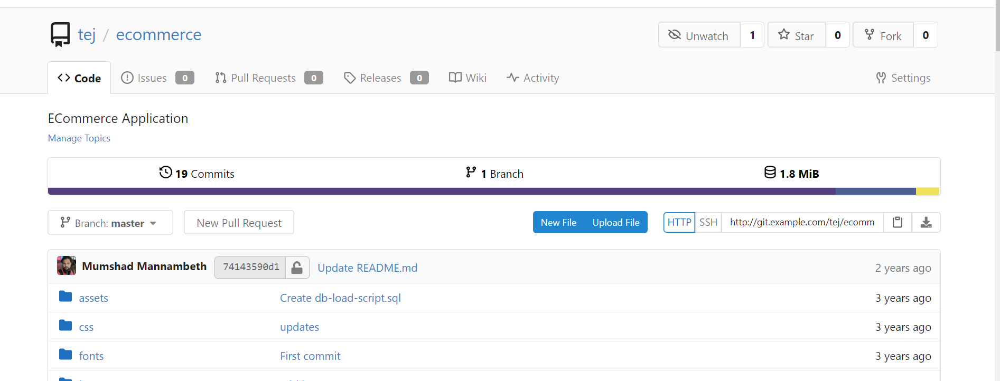 tej / ecommerce
Unwatch 1 Star 0 Fork 0
Code Issues 0 Pull Requests 0 Releases 0 Wiki Activity Settings
ECommerce Application
Manage Topics
19 Commits 1 Branch 1.8 MiB
Branch: master New Pull Request New File Upload File HTTP SSH http://git.example.com/tej/ecomm
Mumshad Mannambeth 74143590d1 Update README.md 2 years ago
assets Create db-load-script.sql 3 years ago
css updates 3 years ago
fonts First commit 3 years ago